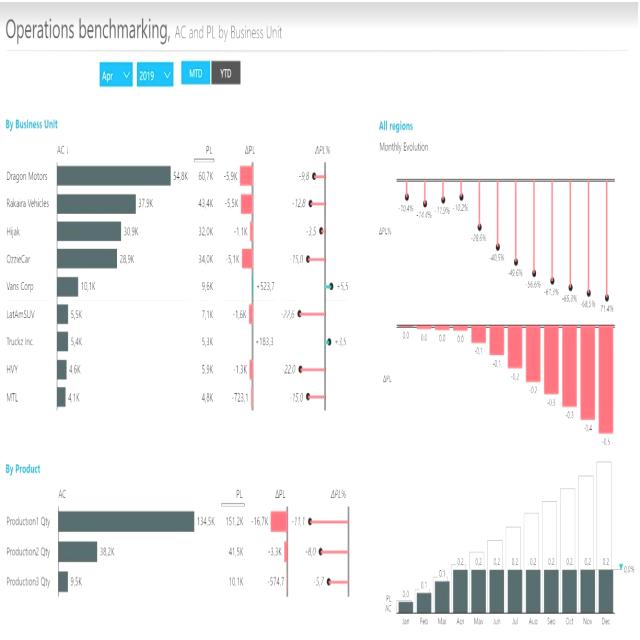 Operations benchmarking, AC and PL by Business Unit
Apr 2019 MTD YTD
By Business Unit
AC ↓ PL ΔPL ΔPL%
Dragon Motors 54,8K 60,7K -5,9K -9,8
Rakaira Vehicles 37,9K 43,4K -5,5K -12,8
Hijak 30,9K 32,0K -1,1K -3,5
OzzieCar 28,9K 34,0K -5,1K -15,0
Vans Corp 10,1K 9,6K +523,7 +5,5
LatAmSUV 5,5K 7,1K -1,6K -22,6
Truckz Inc. 5,4K 5,3K +183,3 +3,5
HVY 4,6K 5,9K -1,3K -22,0
MTL 4,1K 4,8K -723,1 -15,0
By Product
AC PL ΔPL ΔPL%
Production1 Qty 134,5K 151,2K -16,7K -11,1
Production2 Qty 38,2K 41,5K -3,3K -8,0
Production3 Qty 9,5K 10,1K -574,7 -5,7
All regions
Monthly Evolution
ΔPL%
-10,4% -14,4% -11,9% -10,2% -28,6% -40,5% -49,6% -56,6% -61,3% -65,3% -68,5% 71,4%
ΔPL
0,0 0,0 0,0 0,0 -0,1 -0,1 -0,2 -0,2 -0,3 -0,3 -0,4 -0,5
0,0 0,1 0,1 0,2 0,2 0,2 0,2 0,2 0,2 0,2 0,2 0,2
0,0%
PL
AC
Jan Feb Mar Apr May Jun Jul Aug Sep Oct Nov Dec